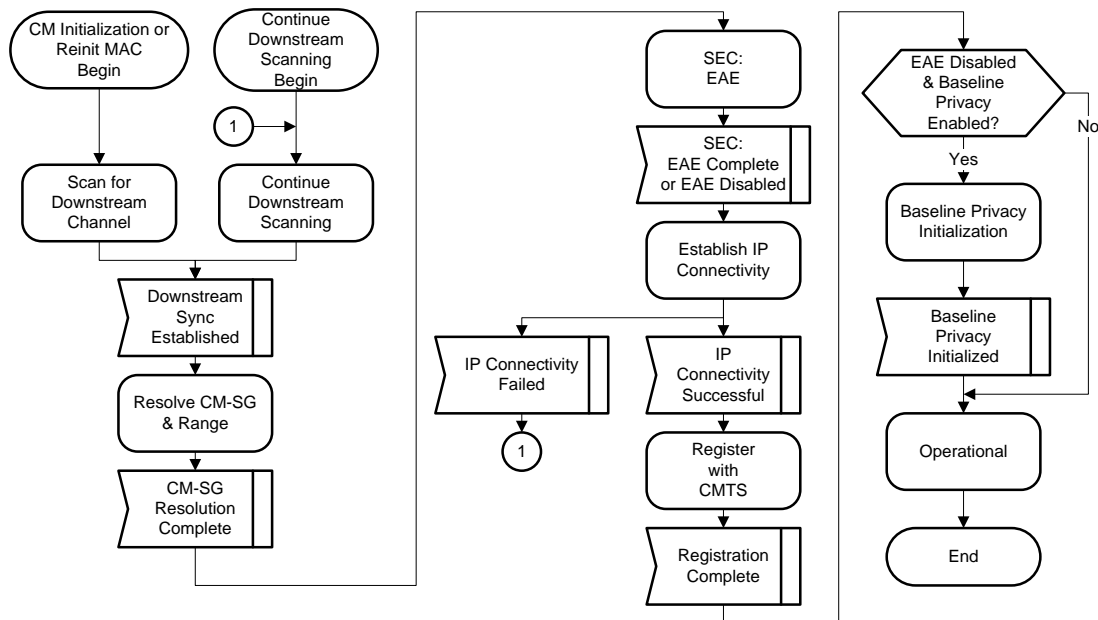 CM Initialization or
Reinit MAC
Begin
Continue
Downstream
Scanning
Begin
1
Scan for
Downstream
Channel
Continue
Downstream
Scanning
Downstream
Sync
Established
Resolve CM-SG
& Range
CM-SG
Resolution
Complete
SEC:
EAE
SEC:
EAE Complete
or EAE Disabled
Establish IP
Connectivity
IP Connectivity
Failed
1
IP
Connectivity
Successful
Register
with
CMTS
Registration
Complete
EAE Disabled
& Baseline
Privacy
Enabled?
No
Yes
Baseline Privacy
Initialization
Baseline
Privacy
Initialized
Operational
End